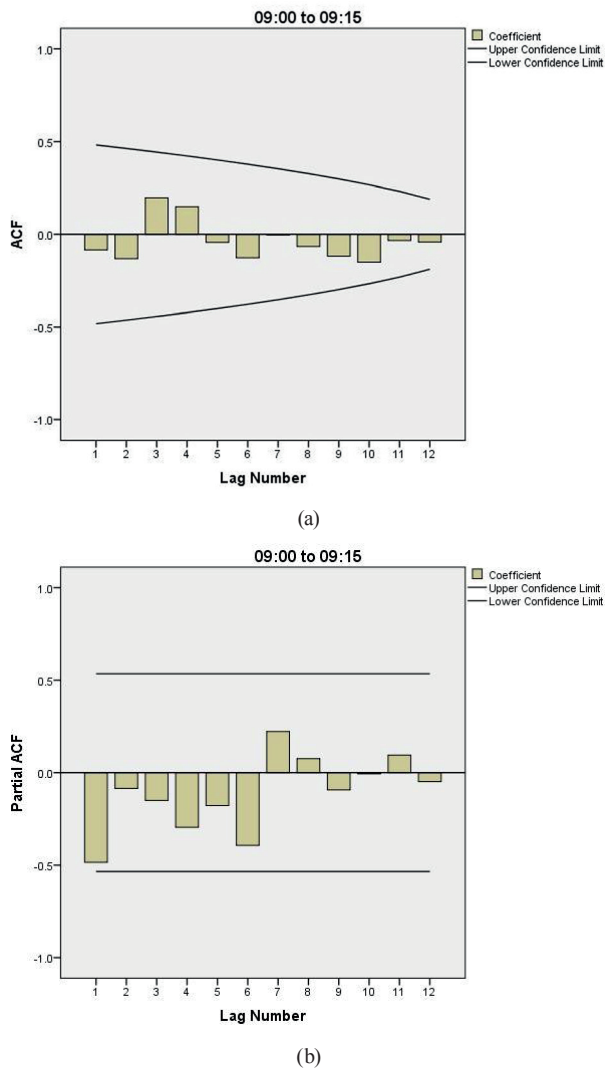 09:00 to 09:15
Coefficient
Upper Confidence Limit
Lower Confidence Limit
1.0
0.5
0.0
-0.5
-1.0
ACF
1 2 3 4 5 6 7 8 9 10 11 12
Lag Number
(a)
09:00 to 09:15
Coefficient
Upper Confidence Limit
Lower Confidence Limit
1.0
0.5
0.0
-0.5
-1.0
Partial ACF
1 2 3 4 5 6 7 8 9 10 11 12
Lag Number
(b)